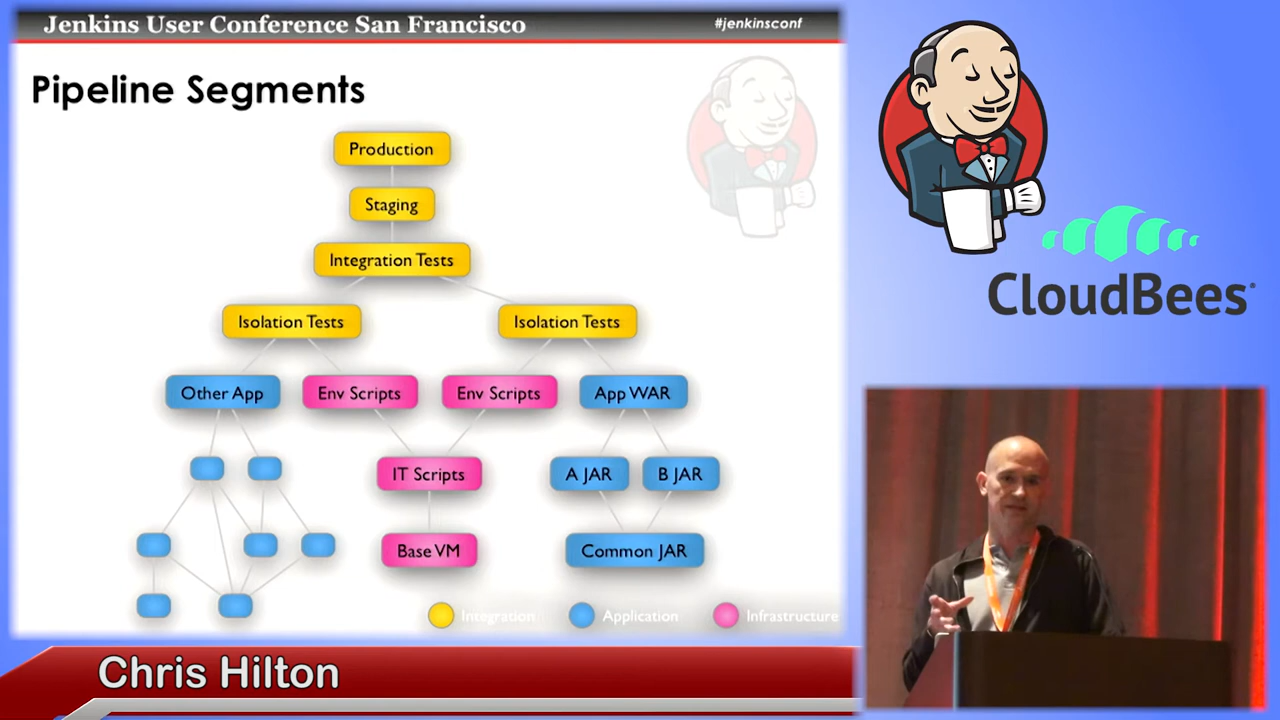 Jenkins User Conference San Francisco
#jenkinsconf
Pipeline Segments
Production
Staging
Integration Tests
Isolation Tests
Isolation Tests
Other App
Env Scripts
Env Scripts
App WAR
IT Scripts
A JAR
B JAR
Base VM
Common JAR
Integration
Application
Infrastructure
CloudBees
Chris Hilton